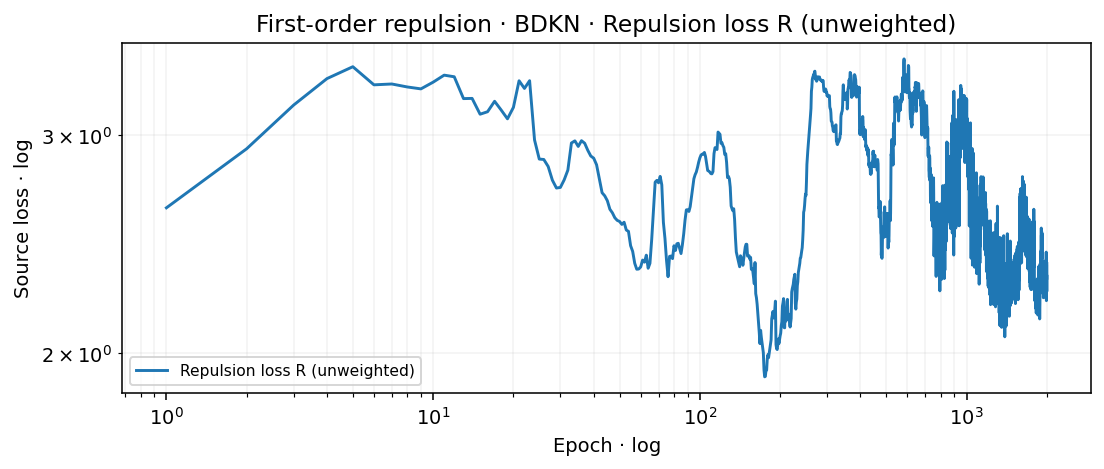 First-order repulsion · BDKN · Repulsion loss R (unweighted)
Source loss · log
3 × 10⁰
2 × 10⁰
Repulsion loss R (unweighted)
10⁰ 10¹ 10² 10³
Epoch · log